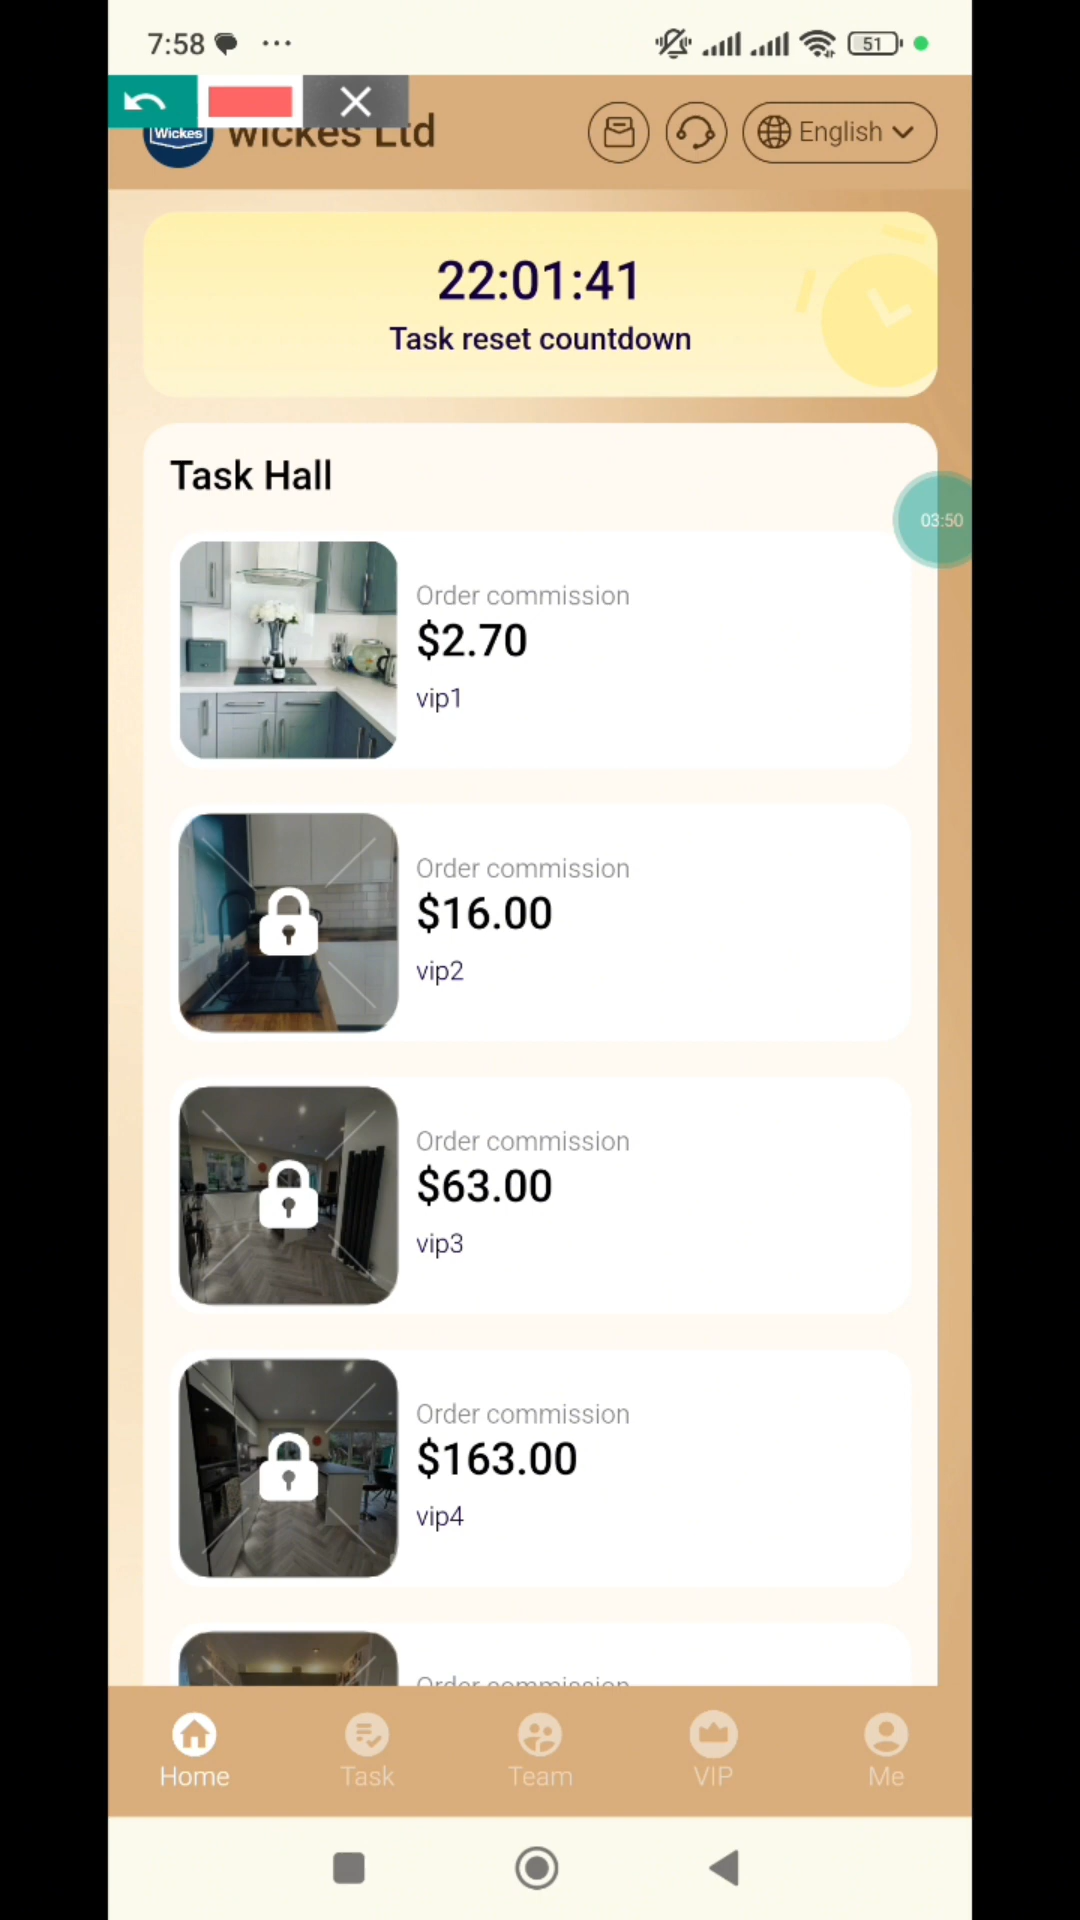 7:58
51
Wickes
wickes Ltd
English
22:01:41
Task reset countdown
Task Hall
03:50
Order commission
$2.70
vip1
Order commission
$16.00
vip2
Order commission
$63.00
vip3
Order commission
$163.00
vip4
Order commission
Home
Task
Team
VIP
Me